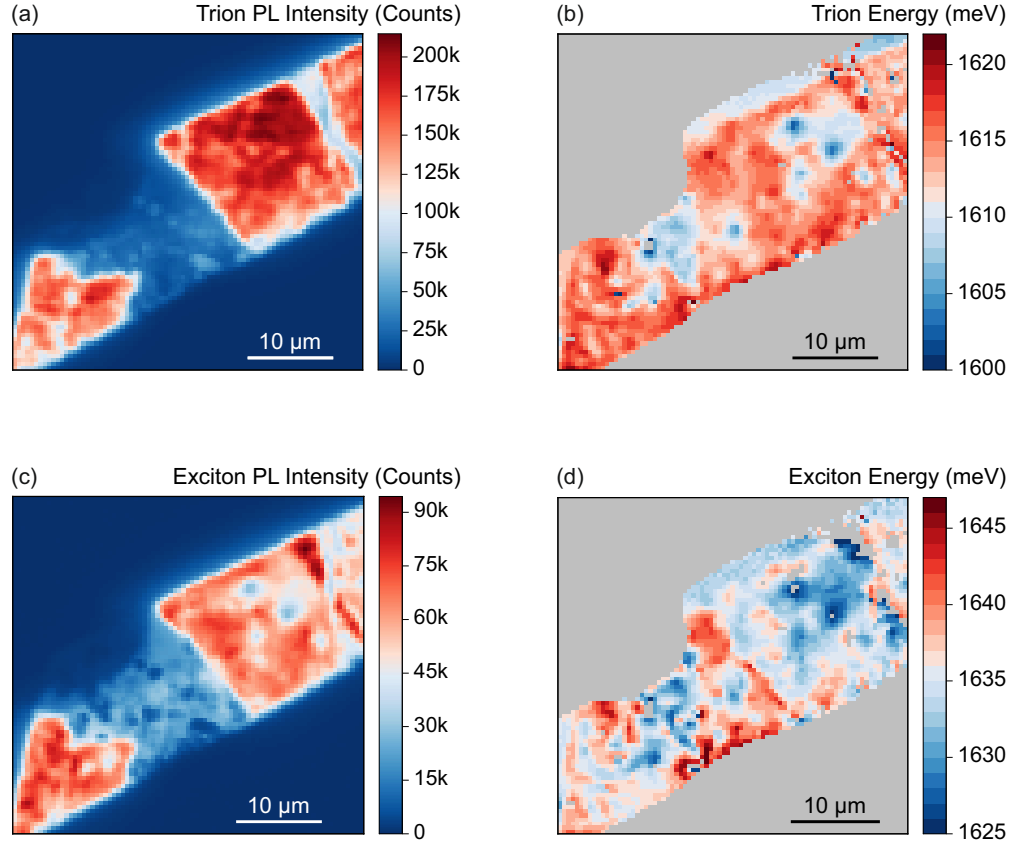 (a) Trion PL Intensity (Counts)
200k
175k
150k
125k
100k
75k
50k
25k
0
10 μm
(b) Trion Energy (meV)
1620
1615
1610
1605
1600
10 μm
(c) Exciton PL Intensity (Counts)
90k
75k
60k
45k
30k
15k
0
10 μm
(d) Exciton Energy (meV)
1645
1640
1635
1630
1625
10 μm